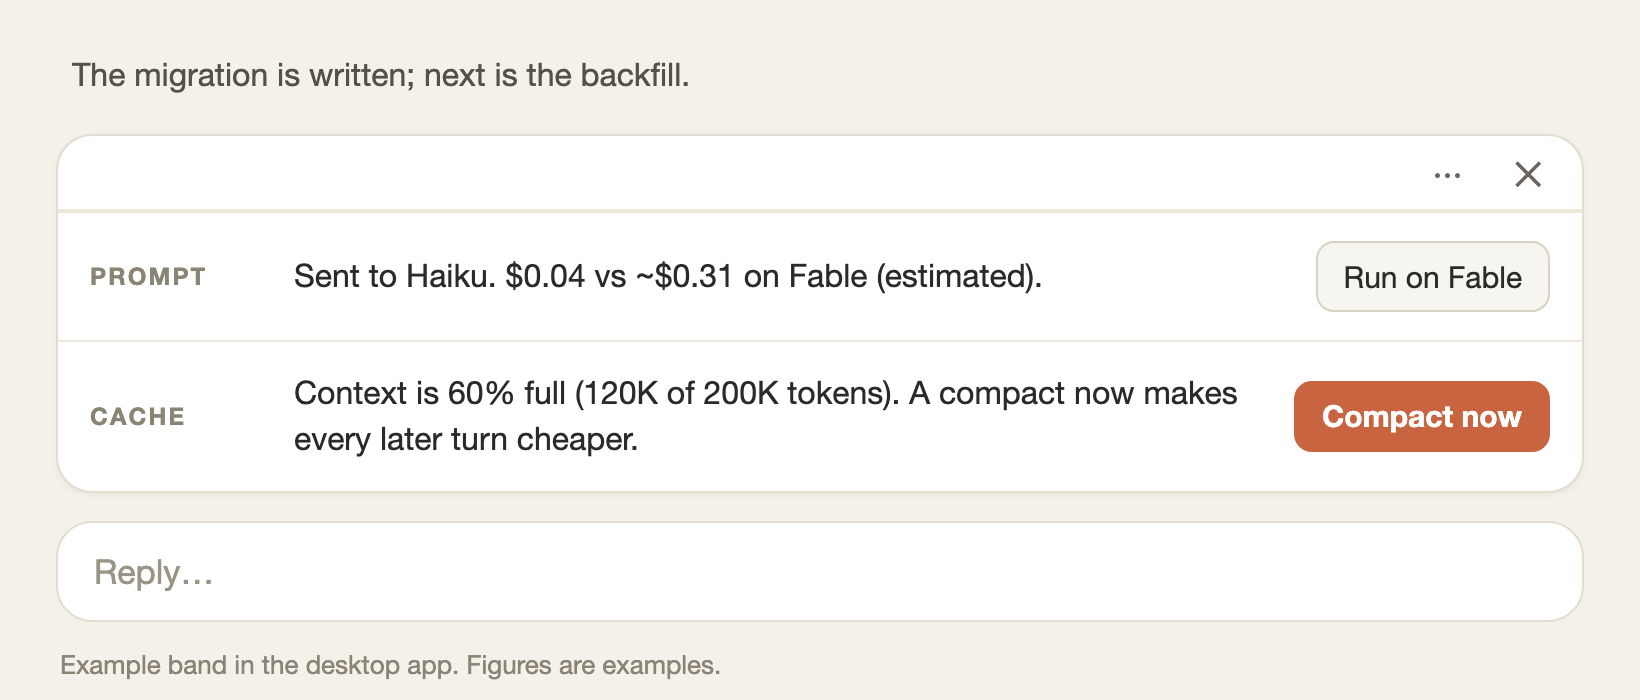 The migration is written; next is the backfill.
PROMPT
Sent to Haiku. $0.04 vs ~$0.31 on Fable (estimated).
Run on Fable
CACHE
Context is 60% full (120K of 200K tokens). A compact now makes
every later turn cheaper.
Compact now
Reply…
Example band in the desktop app. Figures are examples.